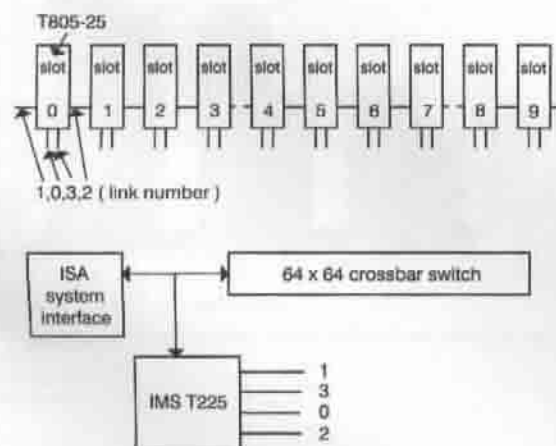 T805-25
slot slot slot slot slot slot slot slot slot slot
0 1 2 3 4 5 6 7 8 9
1,0,3,2 ( link number )
ISA
system
interface
64 x 64 crossbar switch
IMS T225
1
3
0
2